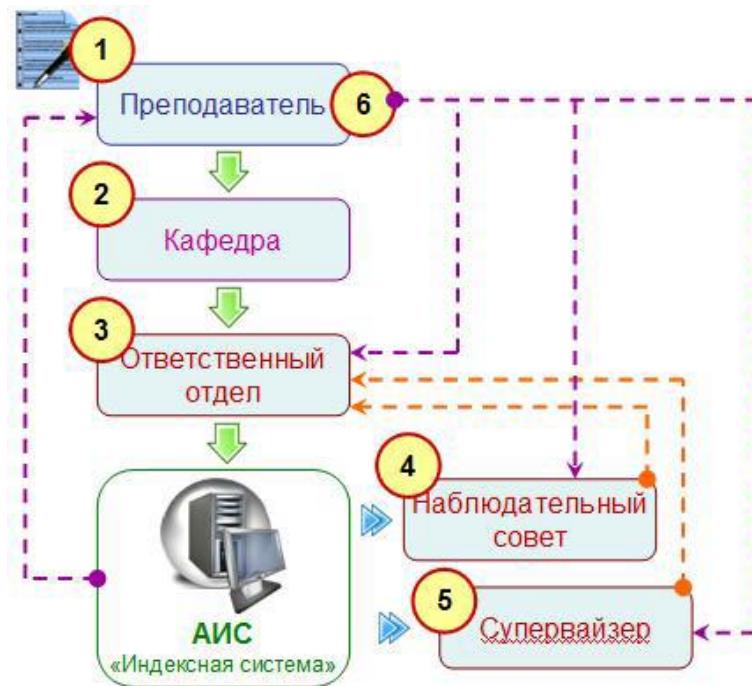 1
Преподаватель
6
2
Кафедра
3
Ответственный
отдел
4
Наблюдательный
совет
АИС
«Индексная система»
5
Супервайзер